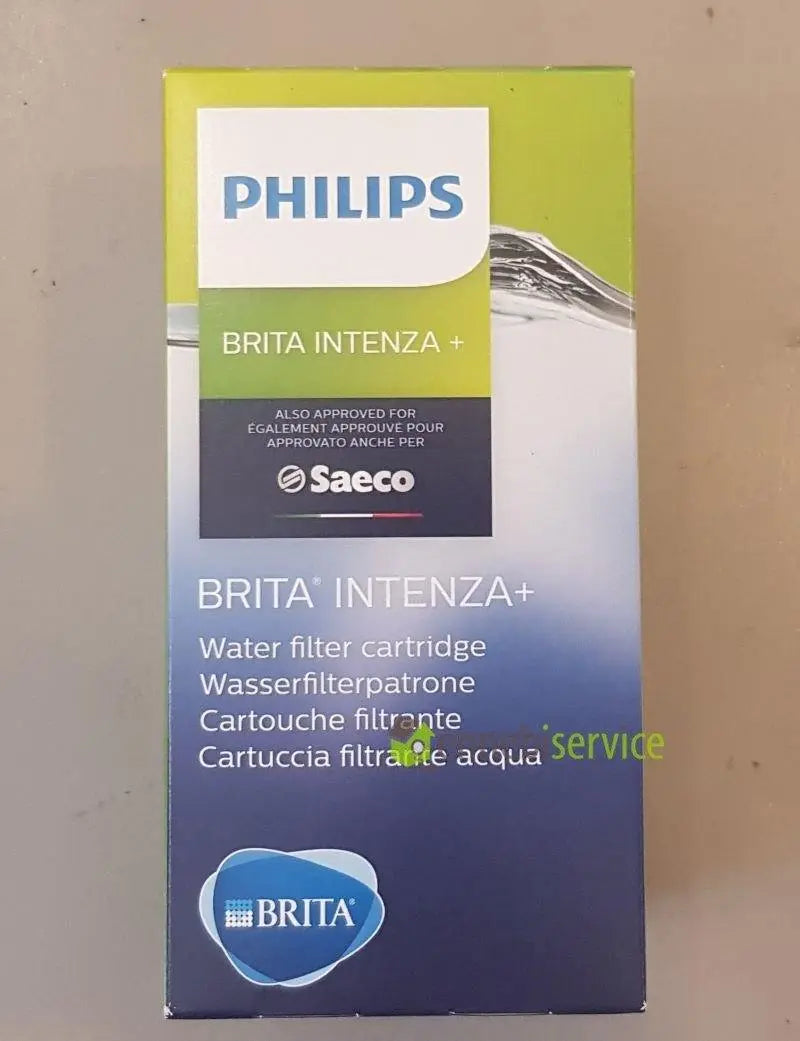 PHILIPS
BRITA INTENZA +
ALSO APPROVED FOR
ÉGALEMENT APPROUVÉ POUR
APPROVATO ANCHE PER
Saeco
BRITA® INTENZA+
Water filter cartridge
Wasserfilterpatrone
Cartouche filtrante
Cartuccia filtrante acqua
service
BRITA®